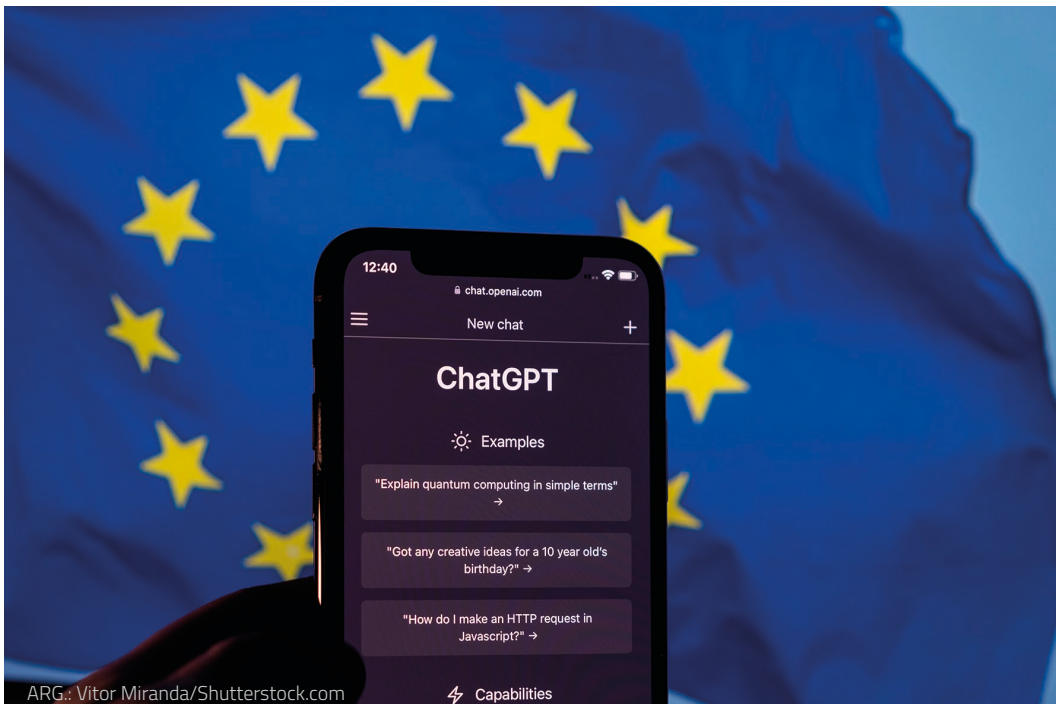 12:40
chat.openai.com
New chat
+
ChatGPT
Examples
"Explain quantum computing in simple terms"
→
"Got any creative ideas for a 10 year old's
birthday?" →
"How do I make an HTTP request in
Javascript?" →
Capabilities
ARG.: Vitor Miranda/Shutterstock.com